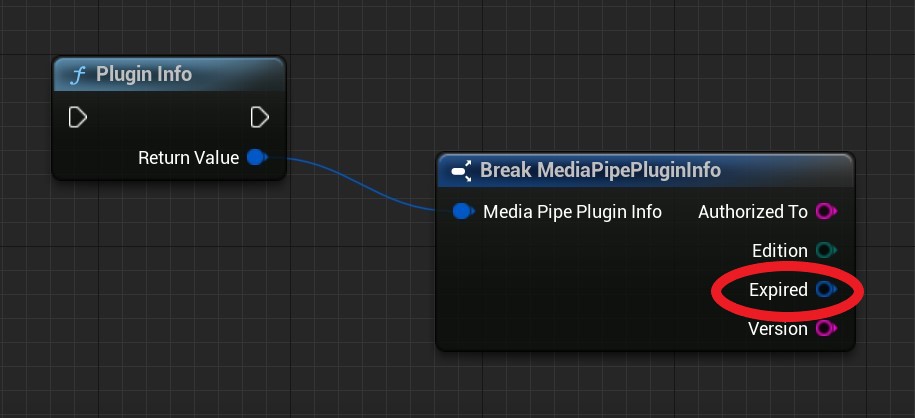 Plugin Info
Return Value
Break MediaPipePluginInfo
Media Pipe Plugin Info Authorized To
Edition
Expired
Version